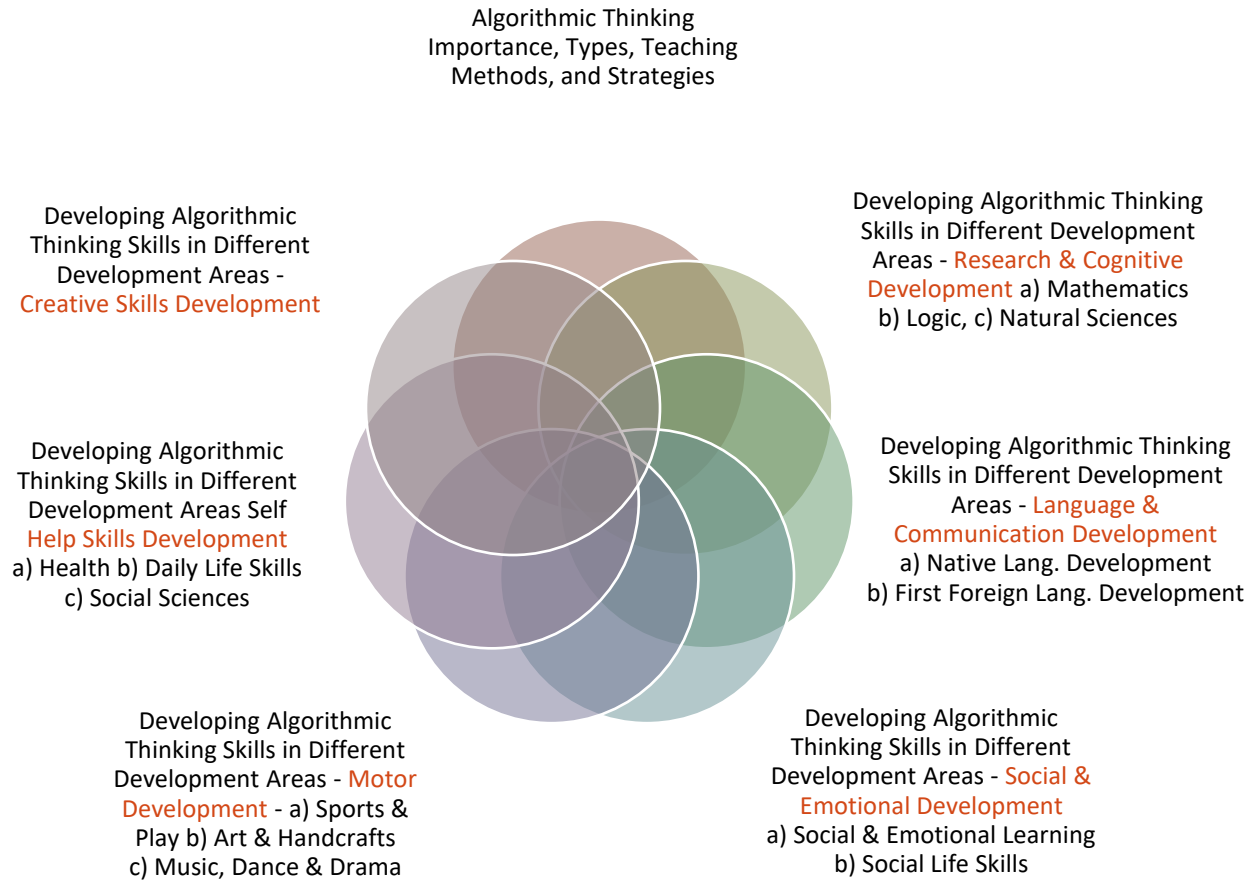 Algorithmic Thinking
Importance, Types, Teaching
Methods, and Strategies
Developing Algorithmic Thinking
Skills in Different Development
Areas - Research & Cognitive
Development a) Mathematics
b) Logic, c) Natural Sciences
Developing Algorithmic Thinking
Skills in Different Development
Areas - Language &
Communication Development
a) Native Lang. Development
b) First Foreign Lang. Development
Developing Algorithmic
Thinking Skills in Different
Development Areas - Social &
Emotional Development
a) Social & Emotional Learning
b) Social Life Skills
Developing Algorithmic
Thinking Skills in Different
Development Areas - Motor
Development - a) Sports &
Play b) Art & Handcrafts
c) Music, Dance & Drama
Developing Algorithmic
Thinking Skills in Different
Development Areas Self
Help Skills Development
a) Health b) Daily Life Skills
c) Social Sciences
Developing Algorithmic
Thinking Skills in Different
Development Areas -
Creative Skills Development